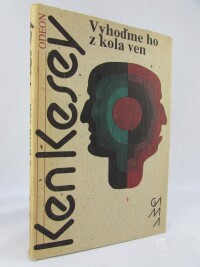 Vyhoďme ho
z kola ven
ODEON
Ken Kesey
GAMA